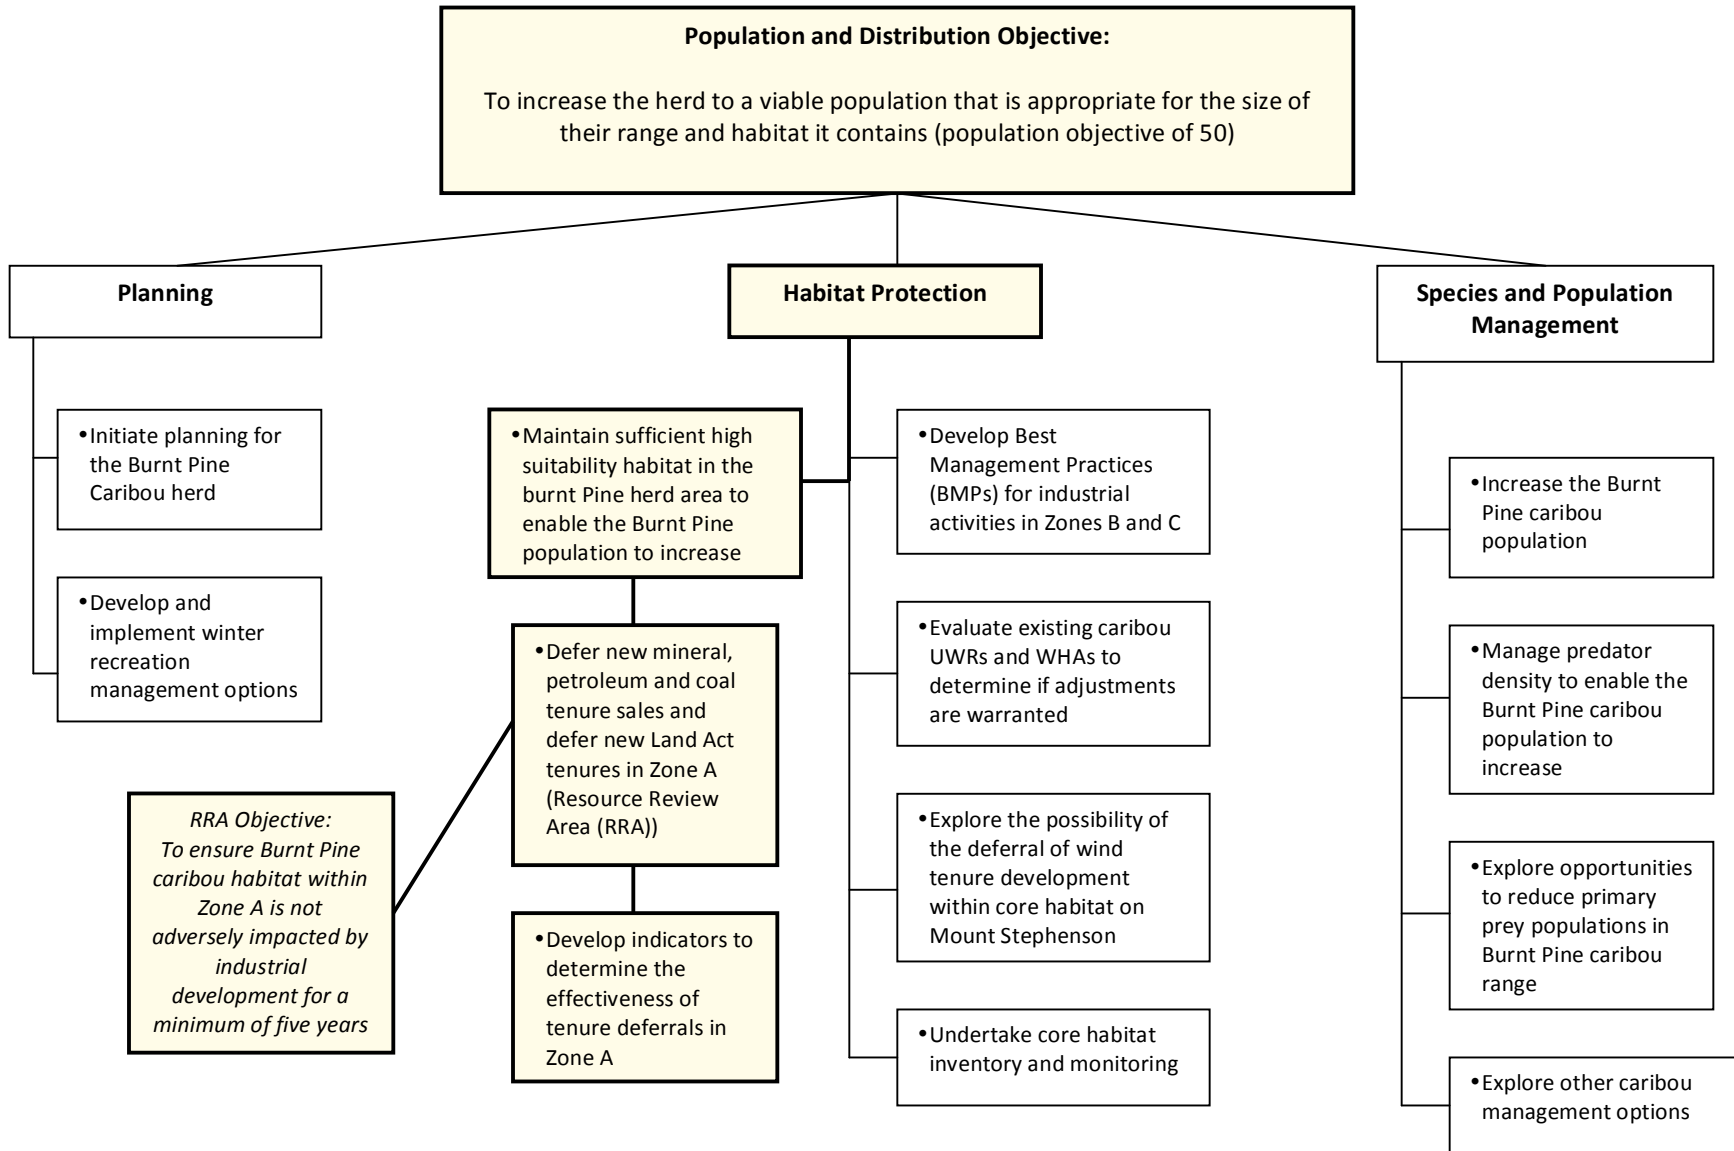 Population and Distribution Objective:
To increase the herd to a viable population that is appropriate for the size of
their range and habitat it contains (population objective of 50)
Planning
•Initiate planning for
the Burnt Pine
Caribou herd
•Develop and
implement winter
recreation
management options
Habitat Protection
•Maintain sufficient high
suitability habitat in the
burnt Pine herd area to
enable the Burnt Pine
population to increase
•Defer new mineral,
petroleum and coal
tenure sales and
defer new Land Act
tenures in Zone A
(Resource Review
Area (RRA))
RRA Objective:
To ensure Burnt Pine
caribou habitat within
Zone A is not
adversely impacted by
industrial
development for a
minimum of five years
•Develop indicators to
determine the
effectiveness of
tenure deferrals in
Zone A
•Develop Best
Management Practices
(BMPs) for industrial
activities in Zones B and C
•Evaluate existing caribou
UWRs and WHAs to
determine if adjustments
are warranted
•Explore the possibility of
the deferral of wind
tenure development
within core habitat on
Mount Stephenson
•Undertake core habitat
inventory and monitoring
Species and Population
Management
•Increase the Burnt
Pine caribou
population
•Manage predator
density to enable the
Burnt Pine caribou
population to
increase
•Explore opportunities
to reduce primary
prey populations in
Burnt Pine caribou
range
•Explore other caribou
management options